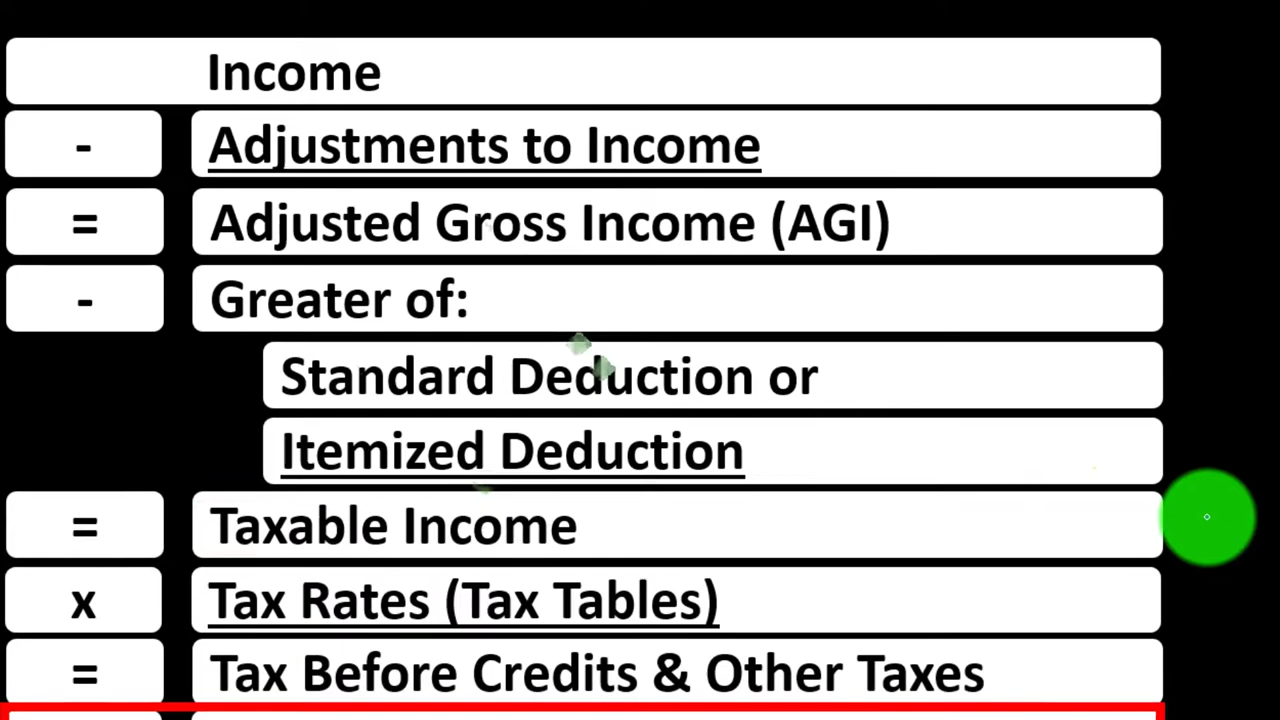 Income
- Adjustments to Income
= Adjusted Gross Income (AGI)
- Greater of:
Standard Deduction or
Itemized Deduction
= Taxable Income
x Tax Rates (Tax Tables)
= Tax Before Credits & Other Taxes